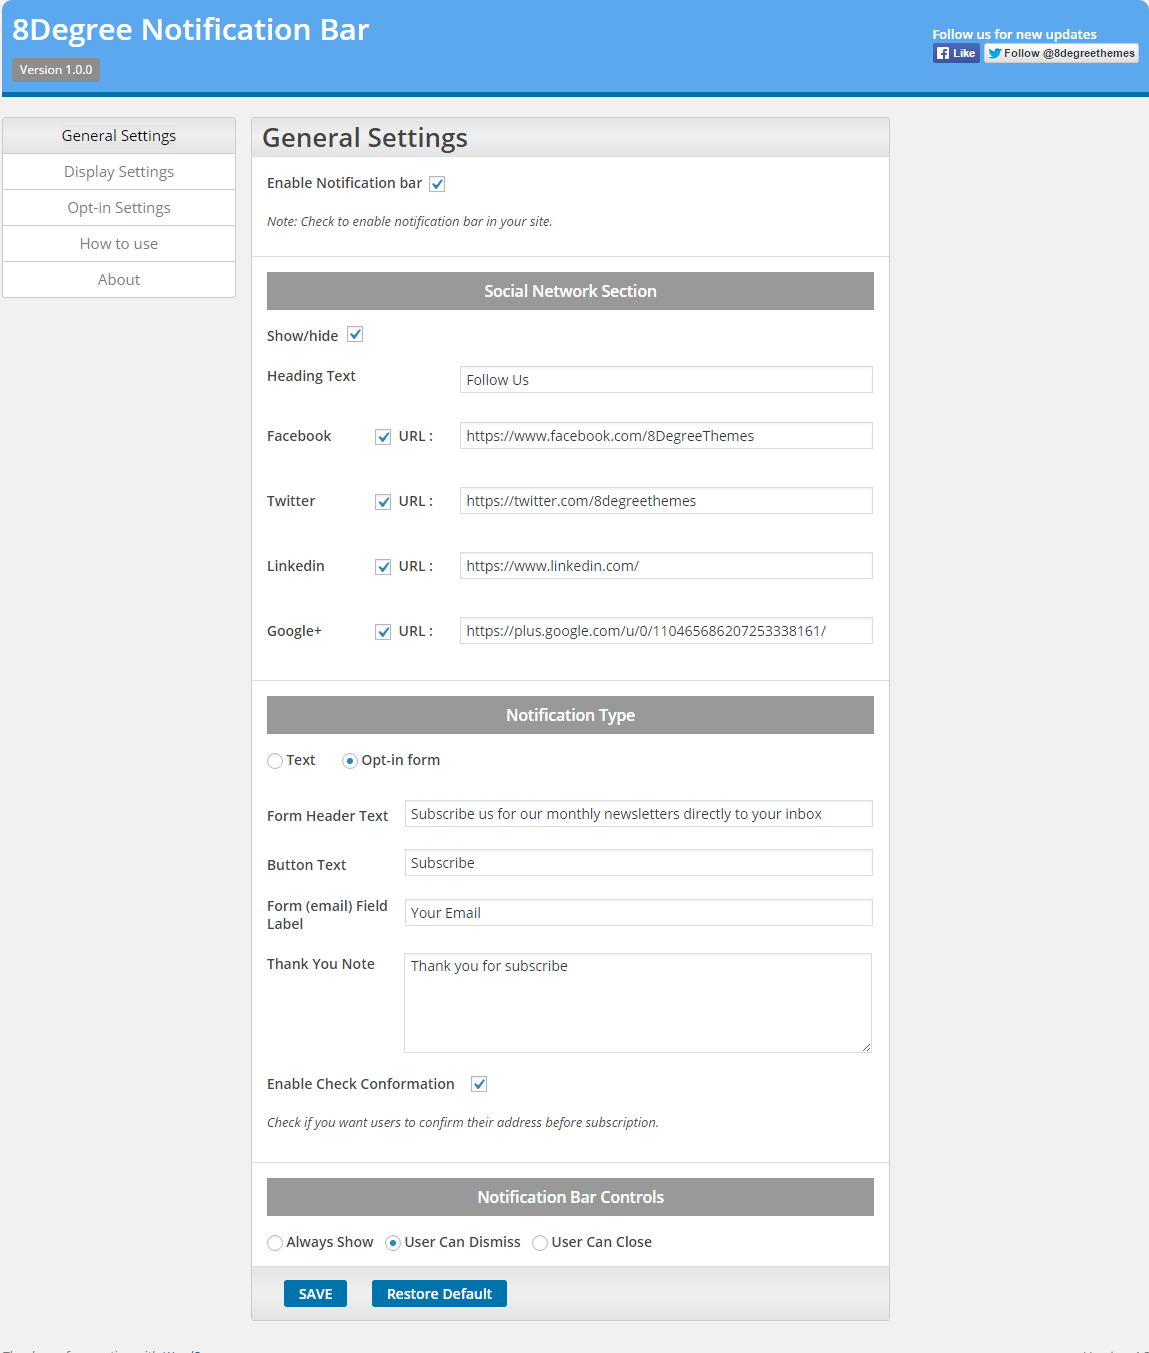 8Degree Notification Bar
Version 1.0.0
Follow us for new updates
Like
Follow @8degreethemes
General Settings
Display Settings
Opt-in Settings
How to use
About
General Settings
Enable Notification bar
Note: Check to enable notification bar in your site.
Social Network Section
Show/hide
Heading Text Follow Us
Facebook URL : https://www.facebook.com/8DegreeThemes
Twitter URL : https://twitter.com/8degreethemes
Linkedin URL : https://www.linkedin.com/
Google+ URL : https://plus.google.com/u/0/110465686207253338161/
Notification Type
Text Opt-in form
Form Header Text Subscribe us for our monthly newsletters directly to your inbox
Button Text Subscribe
Form (email) Field
Label
Your Email
Thank You Note Thank you for subscribe
Enable Check Conformation
Check if you want users to confirm their address before subscription.
Notification Bar Controls
Always Show User Can Dismiss User Can Close
SAVE Restore Default